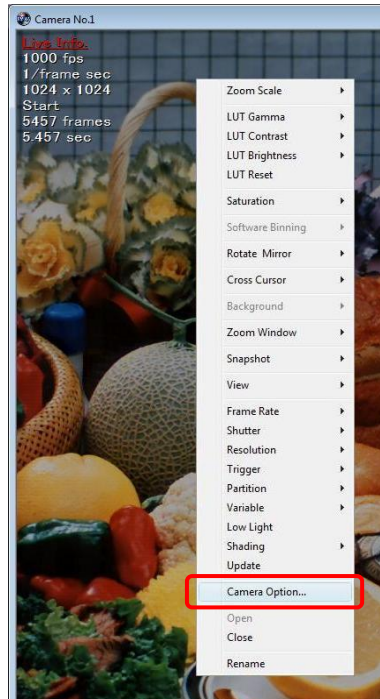 Camera No.1
Live Info.
1000 fps
1/frame sec
1024 x 1024
Start
5457 frames
5.457 sec
Zoom Scale
LUT Gamma
LUT Contrast
LUT Brightness
LUT Reset
Saturation
Software Binning
Rotate Mirror
Cross Cursor
Background
Zoom Window
Snapshot
View
Frame Rate
Shutter
Resolution
Trigger
Partition
Variable
Low Light
Shading
Update
Camera Option...
Open
Close
Rename